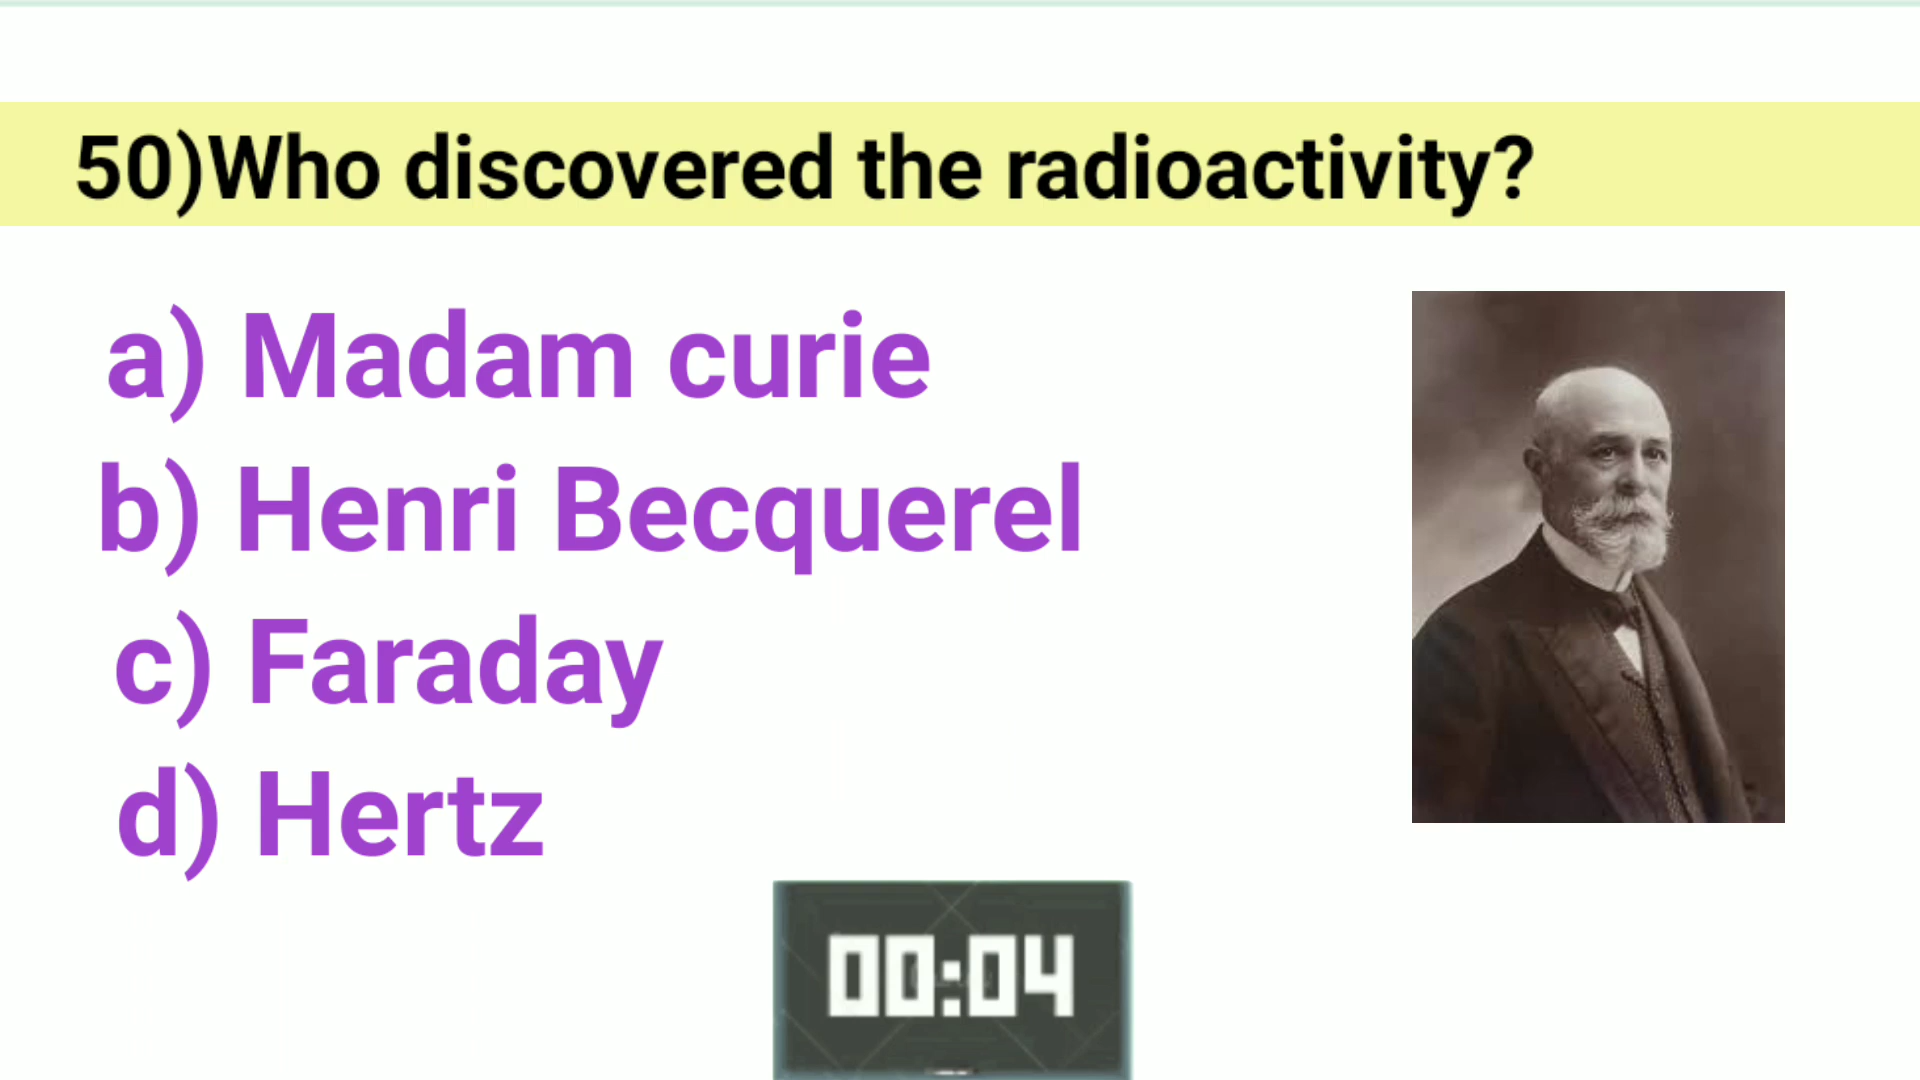 50)Who discovered the radioactivity?
a) Madam curie
b) Henri Becquerel
c) Faraday
d) Hertz
00:04